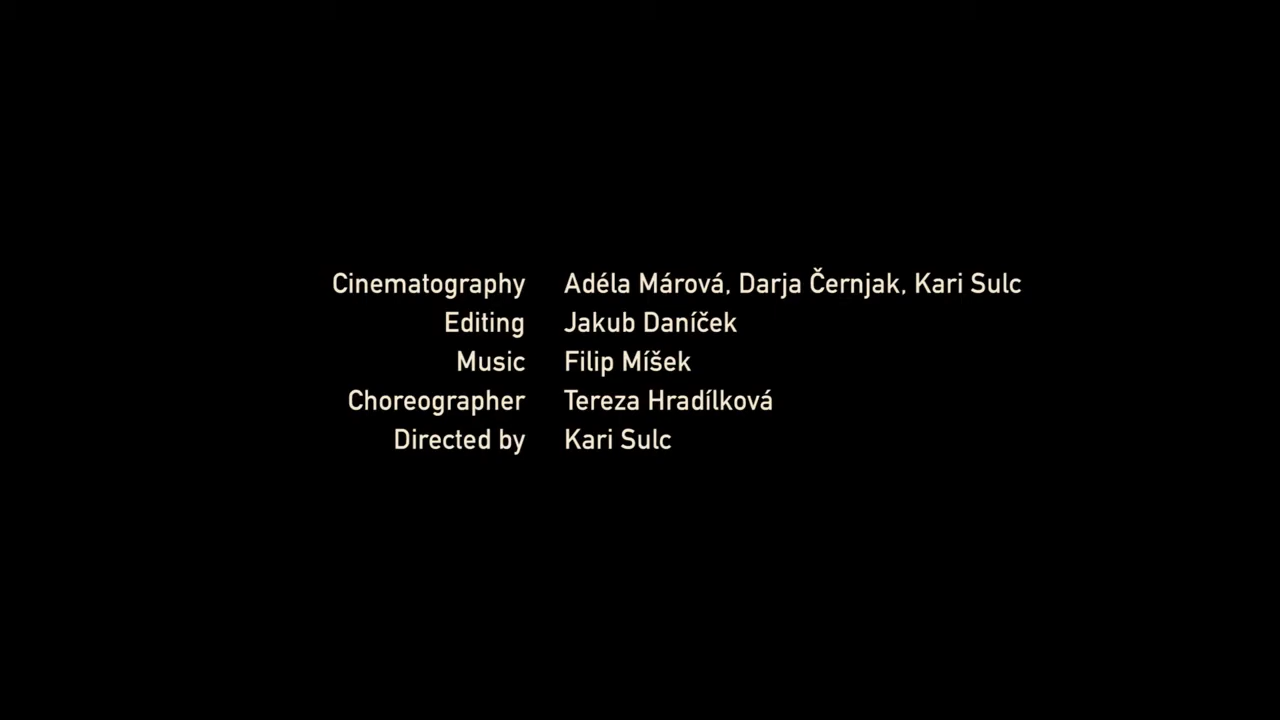 Cinematography Adéla Márová, Darja Černjak, Kari Sulc
Editing Jakub Daníček
Music Filip Míšek
Choreographer Tereza Hradílková
Directed by Kari Sulc